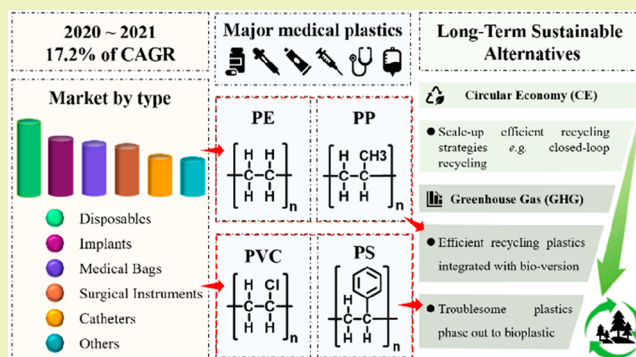 2020 ~ 2021
17.2% of CAGR
Market by type
Disposables
Implants
Medical Bags
Surgical Instruments
Catheters
Others
Major medical plastics
PE
H H
C C
H H
n
PP
H CH3
C C
H H
n
PVC
H Cl
C C
H H
n
PS
H
C C
H H
n
Long-Term Sustainable
Alternatives
Circular Economy (CE)
Scale-up efficient recycling
strategies e.g. closed-loop
recycling
Greenhouse Gas (GHG)
Efficient recycling plastics
integrated with bio-version
Troublesome plastics
phase out to bioplastic